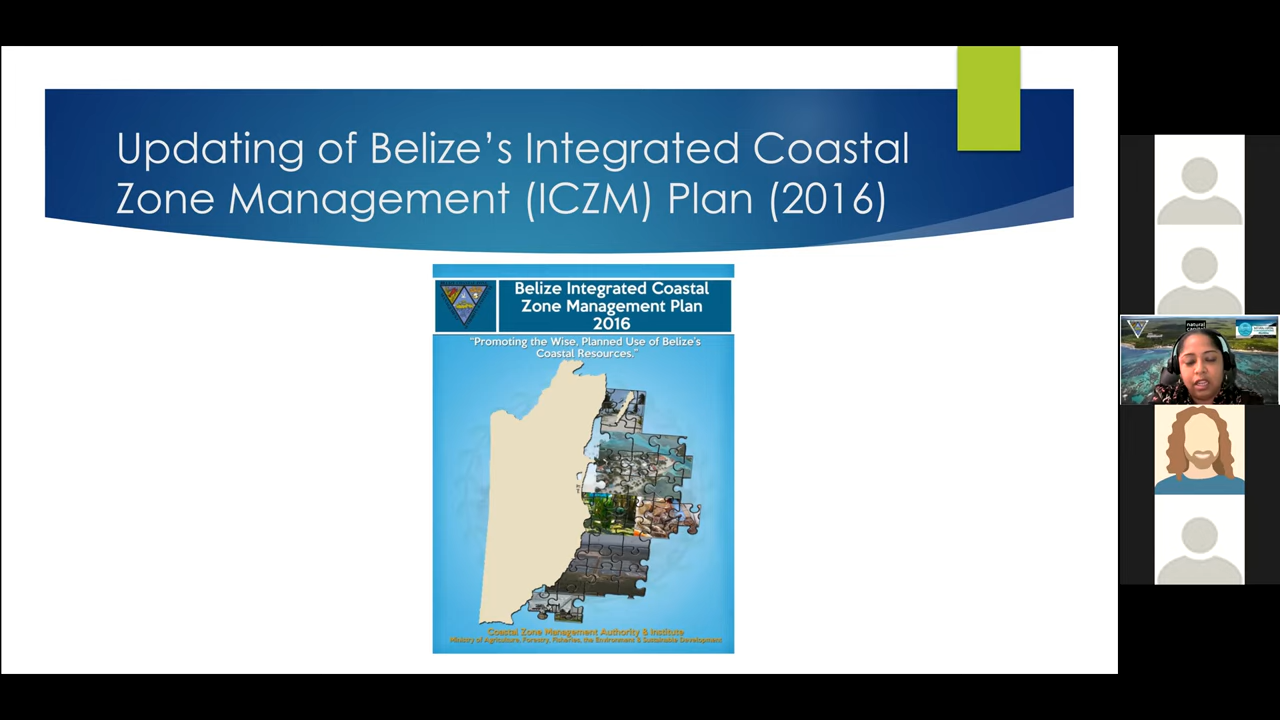 Updating of Belize's Integrated Coastal
Zone Management (ICZM) Plan (2016)
Belize Integrated Coastal
Zone Management Plan
2016
"Promoting the Wise, Planned Use of Belize's
Coastal Resources."
Coastal Zone Management Authority & Institute
Ministry of Agriculture, Forestry, Fisheries, the Environment & Sustainable Development
natural